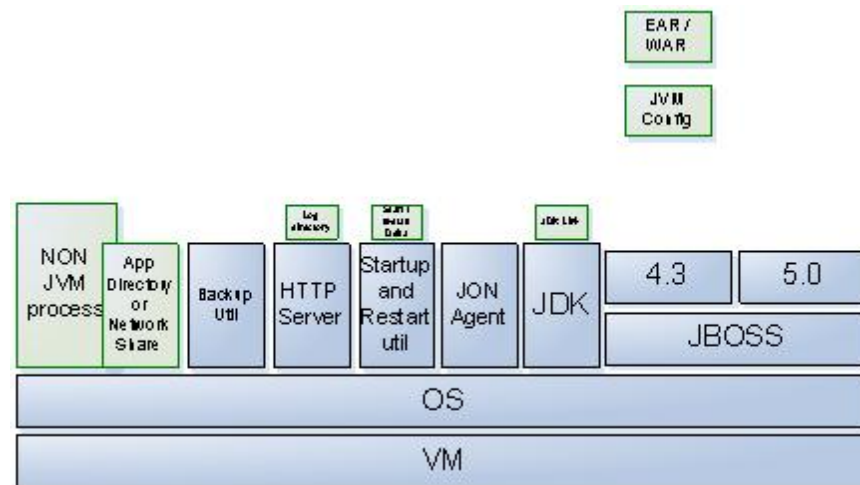 EAR /
WAR
JVM
Config
Log
directory
JDK Link
NON
JVM
process
App
Directory
or
Network
Share
Backup
Util
HTTP
Server
Startup
and
Restart
util
JON
Agent
JDK
4.3
5.0
JBOSS
OS
VM